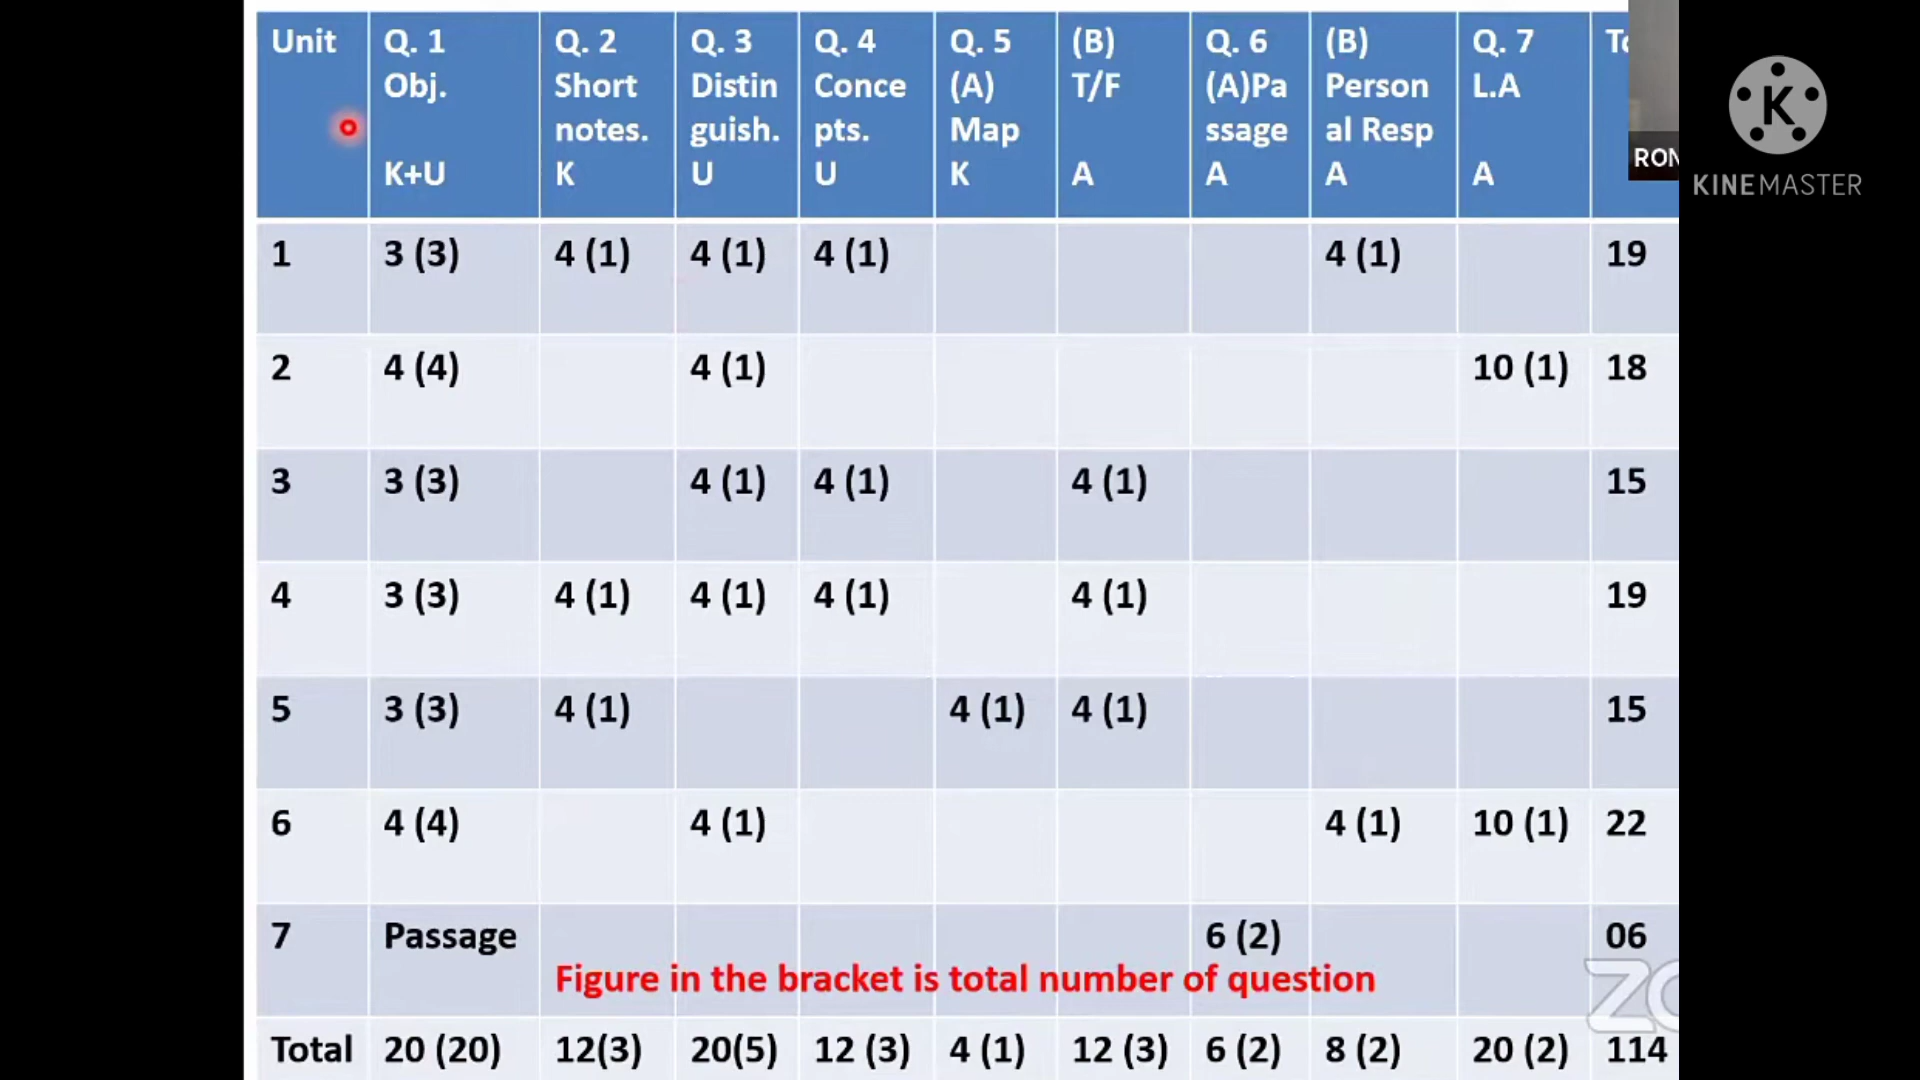 Unit Q. 1 Q. 2 Q. 3 Q. 4 Q. 5 (B) Q. 6 (B) Q. 7
Obj. Short Distin Conce (A) T/F (A)Pa Person L.A
notes. guish. pts. Map ssage al Resp
K+U K U U K A A A A
1 3 (3) 4 (1) 4 (1) 4 (1) 4 (1) 19
2 4 (4) 4 (1) 10 (1) 18
3 3 (3) 4 (1) 4 (1) 4 (1) 15
4 3 (3) 4 (1) 4 (1) 4 (1) 4 (1) 19
5 3 (3) 4 (1) 4 (1) 4 (1) 15
6 4 (4) 4 (1) 4 (1) 10 (1) 22
7 Passage 6 (2) 06
Figure in the bracket is total number of question
Total 20 (20) 12(3) 20(5) 12 (3) 4 (1) 12 (3) 6 (2) 8 (2) 20 (2) 114
RON
K
KINEMASTER